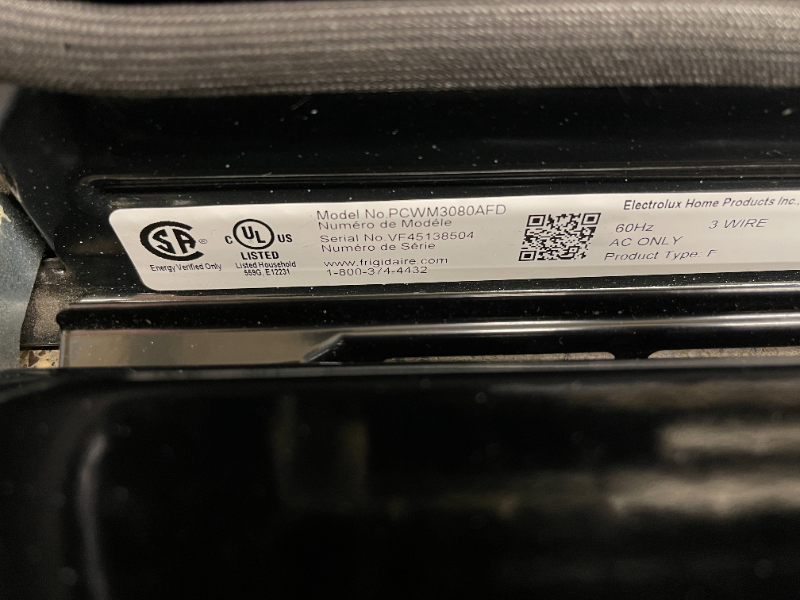 SA ®
Energy Verified Only
C UL US
LISTED
Listed Household
559G, E12231
Model No.PCWM3080AFD
Numéro de Modèle
Serial No.VF45138504
Numéro de Série
www.frigidaire.com
1-800-374-4432
Electrolux Home Products Inc.,
60Hz 3 WIRE
AC ONLY
Product Type: F